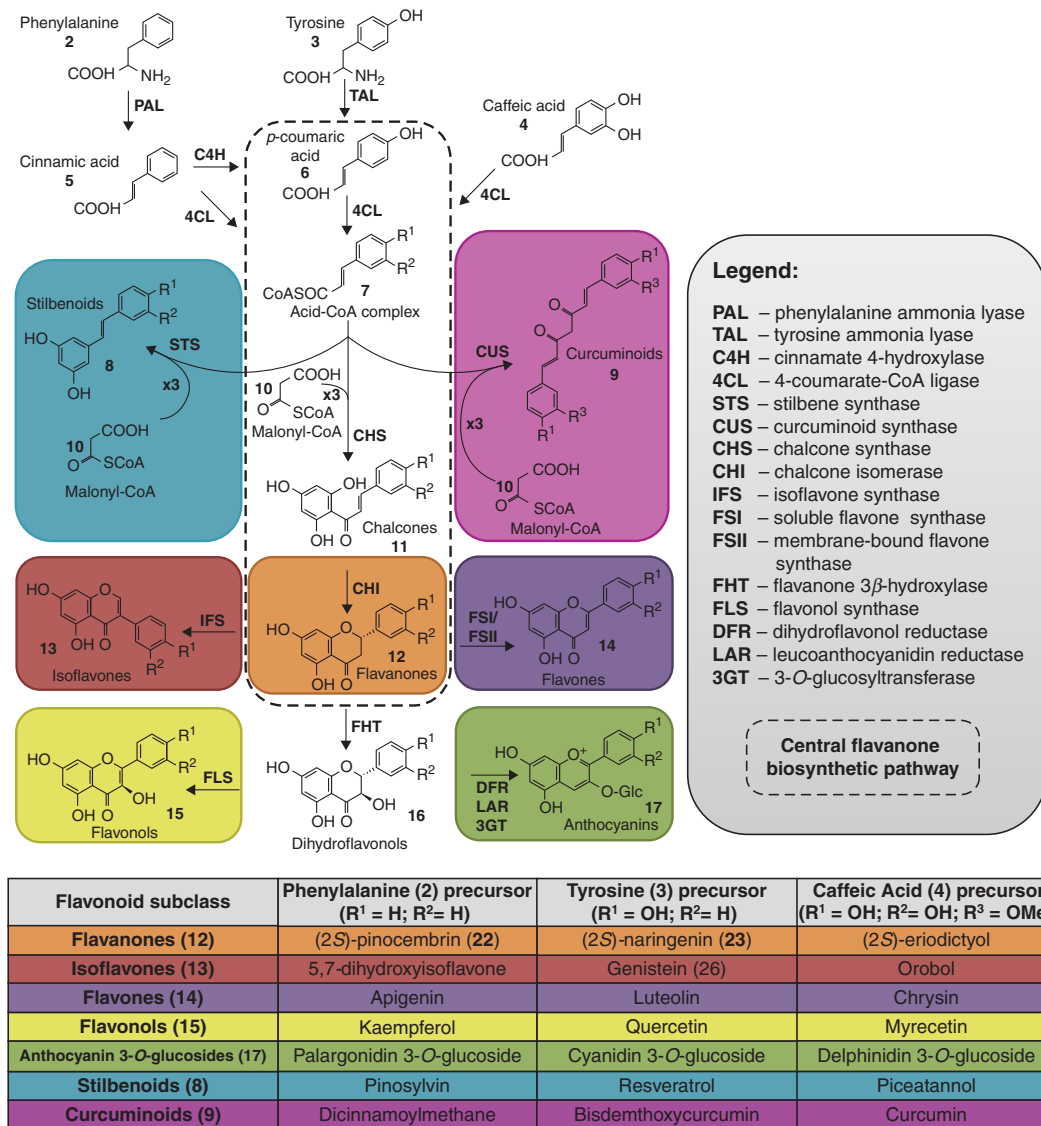 Phenylalanine
2
COOH
NH2
PAL
Tyrosine
3
OH
COOH
NH2
TAL
Caffeic acid
4
OH
OH
COOH
4CL
Cinnamic acid
5
COOH
C4H
4CL
p-coumaric
acid
6
OH
COOH
4CL
R1
R2
7
CoASOC
Acid-CoA complex
Stilbenoids
R1
R2
HO
OH
8
STS
x3
10
COOH
O
SCoA
Malonyl-CoA
10
COOH
O
SCoA
x3
Malonyl-CoA
CHS
CUS
R1
R3
O
O
Curcuminoids
9
R3
R1
x3
10
COOH
O
SCoA
Malonyl-CoA
HO
OH
R1
R2
OH
O
Chalcones
11
CHI
HO
O
OH
O
13
R1
R2
Isoflavones
IFS
HO
O
R1
R2
OH
O
12
Flavanones
FSI/
FSII
HO
O
R1
R2
OH
O
14
Flavones
FHT
HO
O
R1
R2
OH
O
OH
15
Flavonols
FLS
HO
O
R1
R2
OH
O
OH
16
Dihydroflavonols
DFR
LAR
3GT
HO
O+
R1
R2
O-Glc
OH
17
Anthocyanins
Legend:
PAL – phenylalanine ammonia lyase
TAL – tyrosine ammonia lyase
C4H – cinnamate 4-hydroxylase
4CL – 4-coumarate-CoA ligase
STS – stilbene synthase
CUS – curcuminoid synthase
CHS – chalcone synthase
CHI – chalcone isomerase
IFS – isoflavone synthase
FSI – soluble flavone synthase
FSII – membrane-bound flavone
synthase
FHT – flavanone 3β-hydroxylase
FLS – flavonol synthase
DFR – dihydroflavonol reductase
LAR – leucoanthocyanidin reductase
3GT – 3-O-glucosyltransferase
Central flavanone
biosynthetic pathway
Flavonoid subclass
Phenylalanine (2) precursor
(R1 = H; R2= H)
Tyrosine (3) precursor
(R1 = OH; R2= H)
Caffeic Acid (4) precursor
(R1 = OH; R2= OH; R3 = OMe
Flavanones (12) (2S)-pinocembrin (22) (2S)-naringenin (23) (2S)-eriodictyol
Isoflavones (13) 5,7-dihydroxyisoflavone Genistein (26) Orobol
Flavones (14) Apigenin Luteolin Chrysin
Flavonols (15) Kaempferol Quercetin Myrecetin
Anthocyanin 3-O-glucosides (17) Palargonidin 3-O-glucoside Cyanidin 3-O-glucoside Delphinidin 3-O-glucoside
Stilbenoids (8) Pinosylvin Resveratrol Piceatannol
Curcuminoids (9) Dicinnamoylmethane Bisdemthoxycurcumin Curcumin